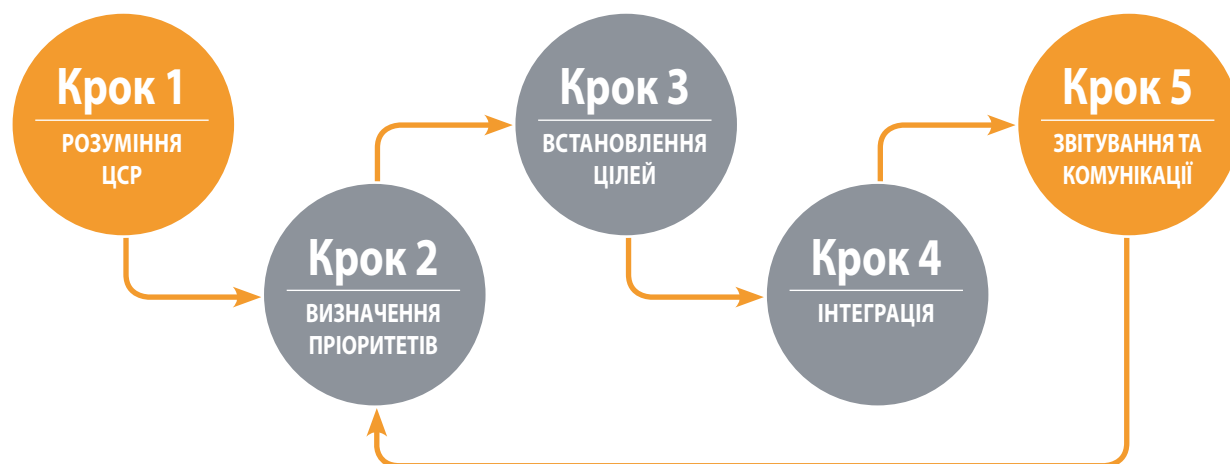 Крок 1
РОЗУМІННЯ
ЦСР
Крок 2
ВИЗНАЧЕННЯ
ПРІОРИТЕТІВ
Крок 3
ВСТАНОВЛЕННЯ
ЦІЛЕЙ
Крок 4
ІНТЕГРАЦІЯ
Крок 5
ЗВІТУВАННЯ ТА
КОМУНІКАЦІЇ